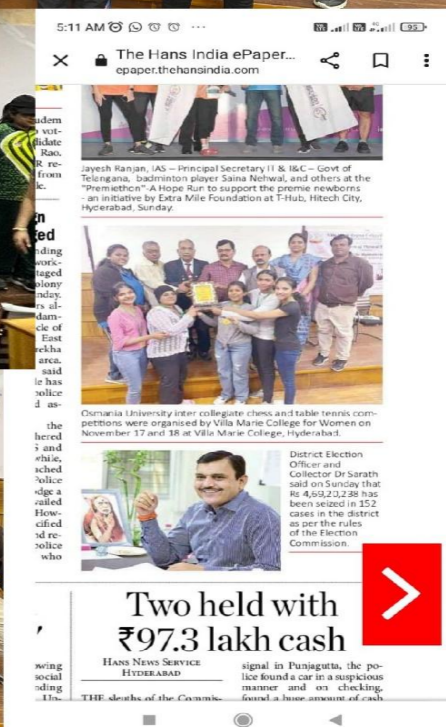 5:11 AM
95
The Hans India ePaper...
epaper.thehansindia.com
Jayesh Ranjan, IAS – Principal Secretary IT & I&C – Govt of
Telangana, badminton player Saina Nehwal, and others at the
"Premiethon"-A Hope Run to support the premie newborns
- an initiative by Extra Mile Foundation at T-Hub, Hitech City,
Hyderabad, Sunday.
Osmania University inter collegiate chess and table tennis com-
petitions were organised by Villa Marie College for Women on
November 17 and 18 at Villa Marie College, Hyderabad.
District Election
Officer and
Collector Dr Sarath
said on Sunday that
Rs 4,69,20,238 has
been seized in 152
cases in the district
as per the rules
of the Election
Commission.
Two held with
₹97.3 lakh cash
HANS NEWS SERVICE
HYDERABAD
THE sleuths of the Commis-
signal in Punjagutta, the po-
lice found a car in a suspicious
manner and on checking,
found a huge amount of cash